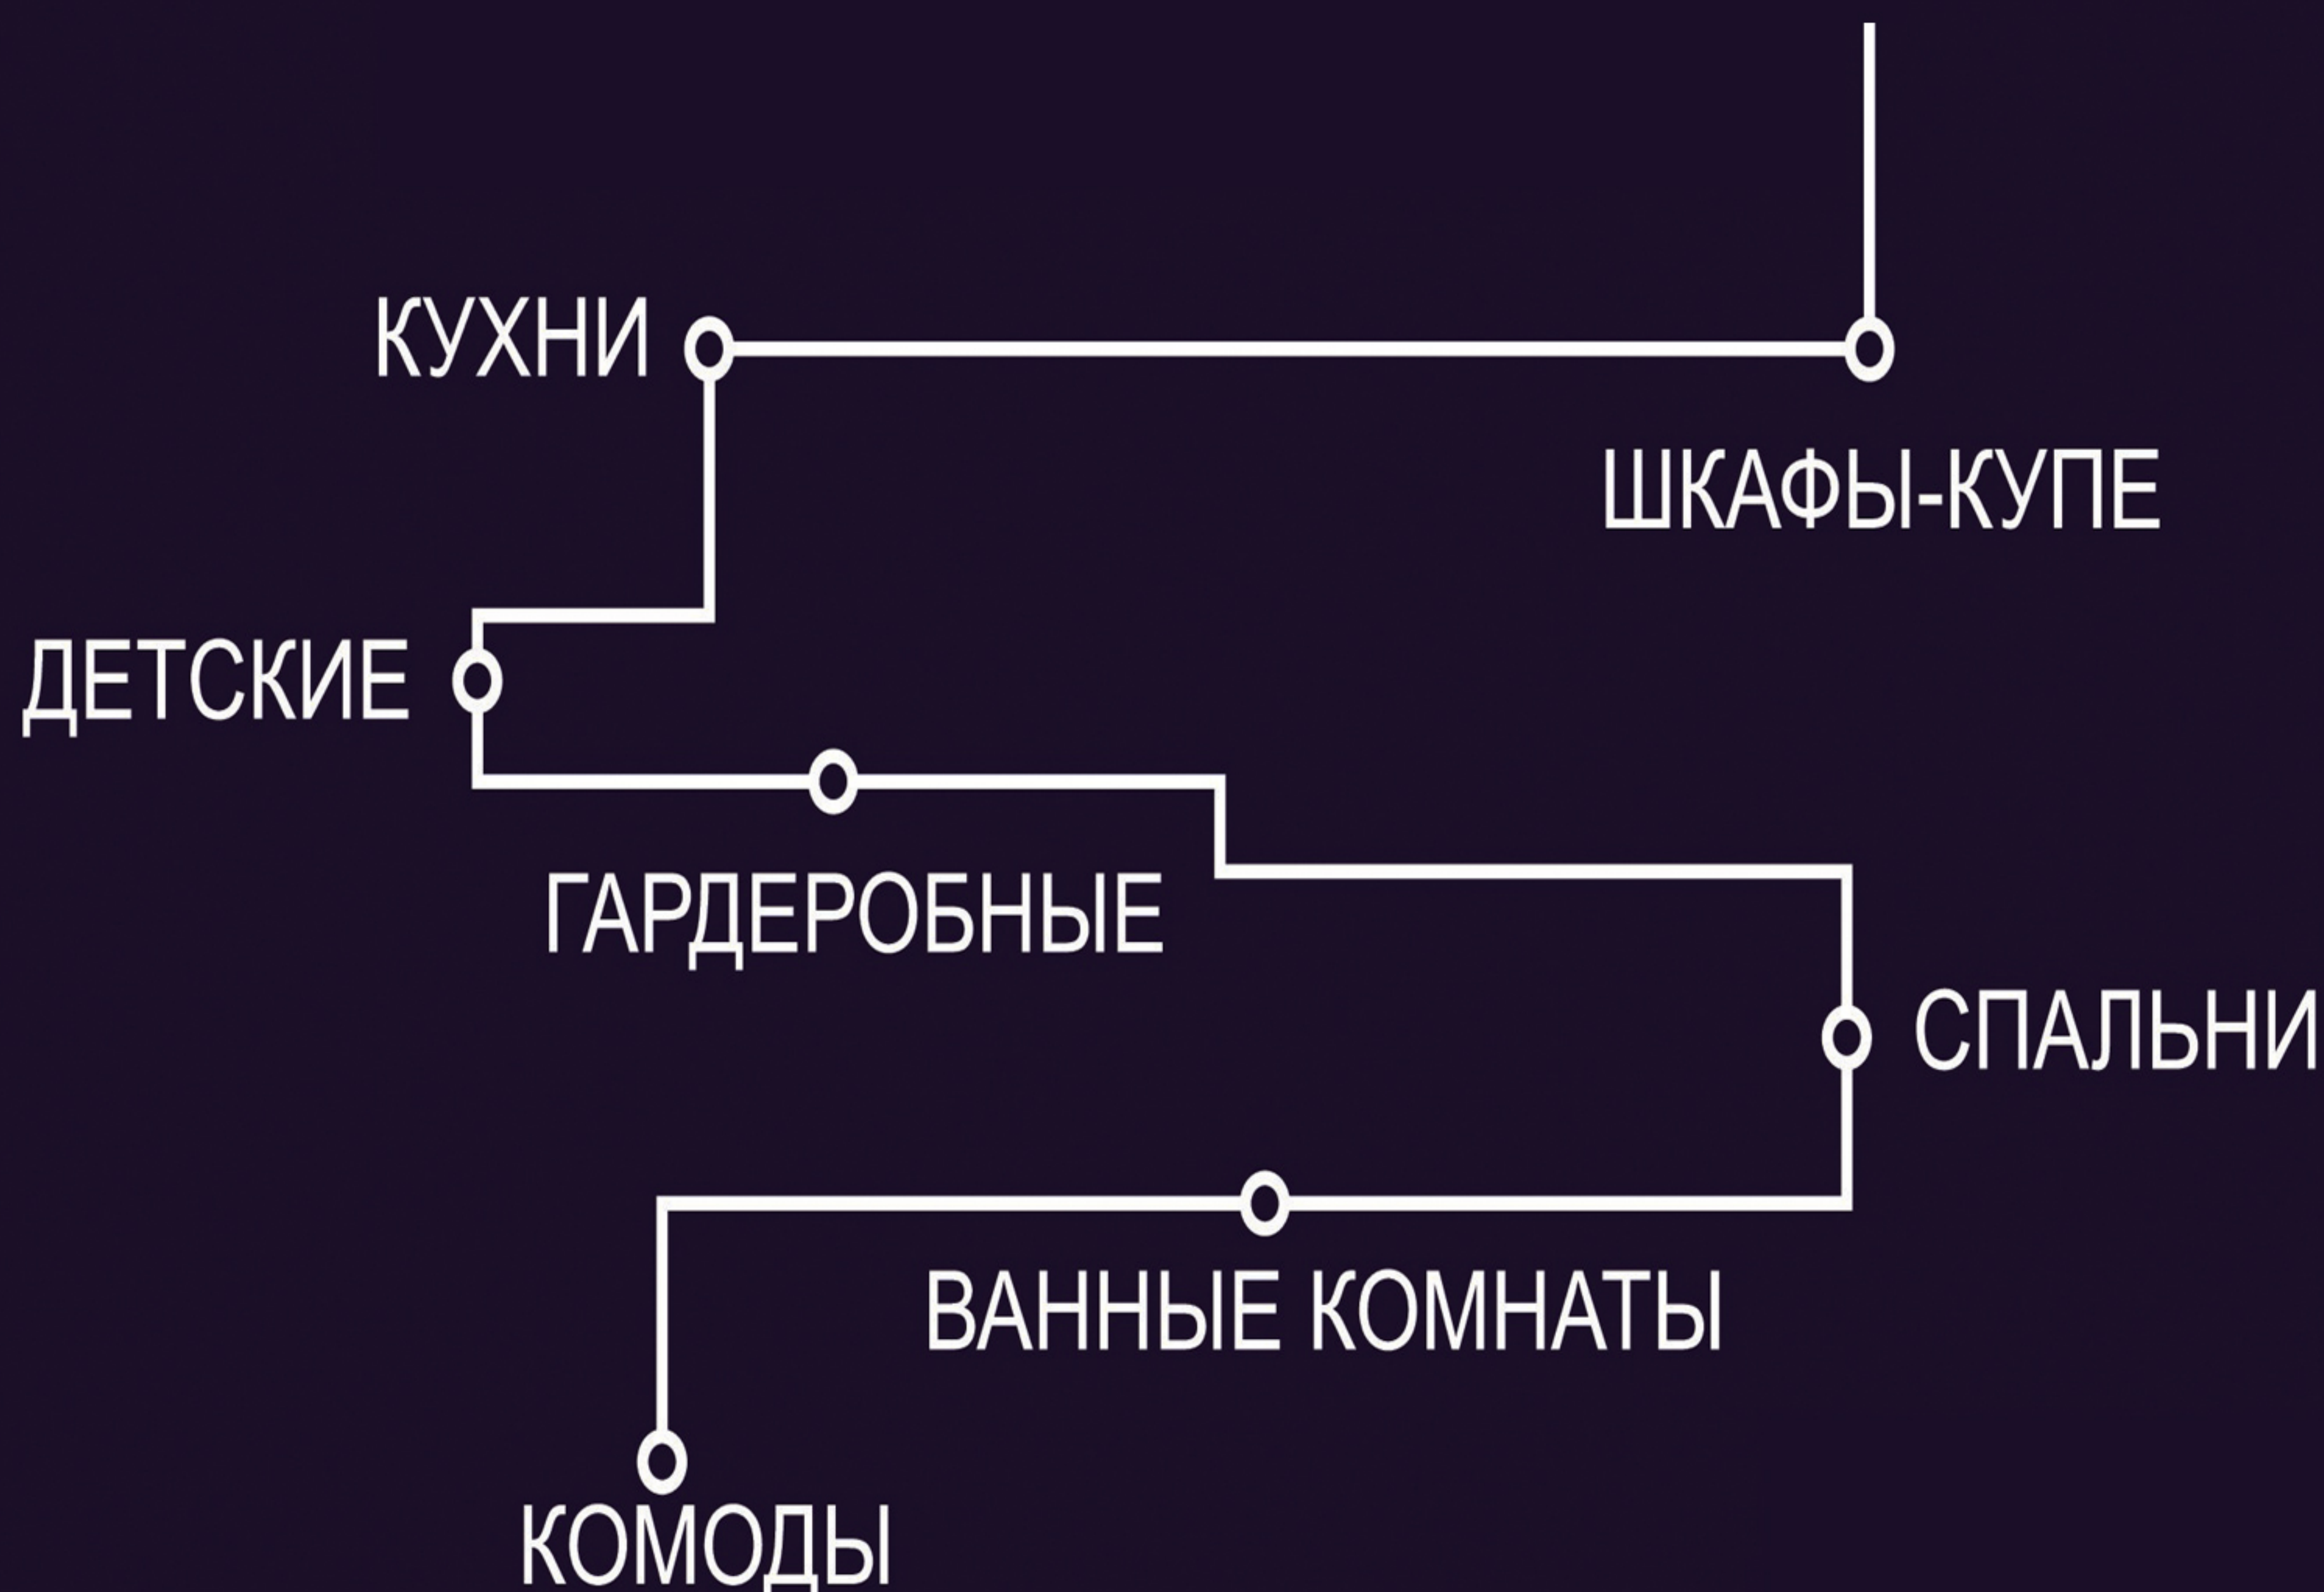 КУХНИ
ШКАФЫ-КУПЕ
ДЕТСКИЕ
ГАРДЕРОБНЫЕ
СПАЛЬНИ
ВАННЫЕ КОМНАТЫ
КОМОДЫ